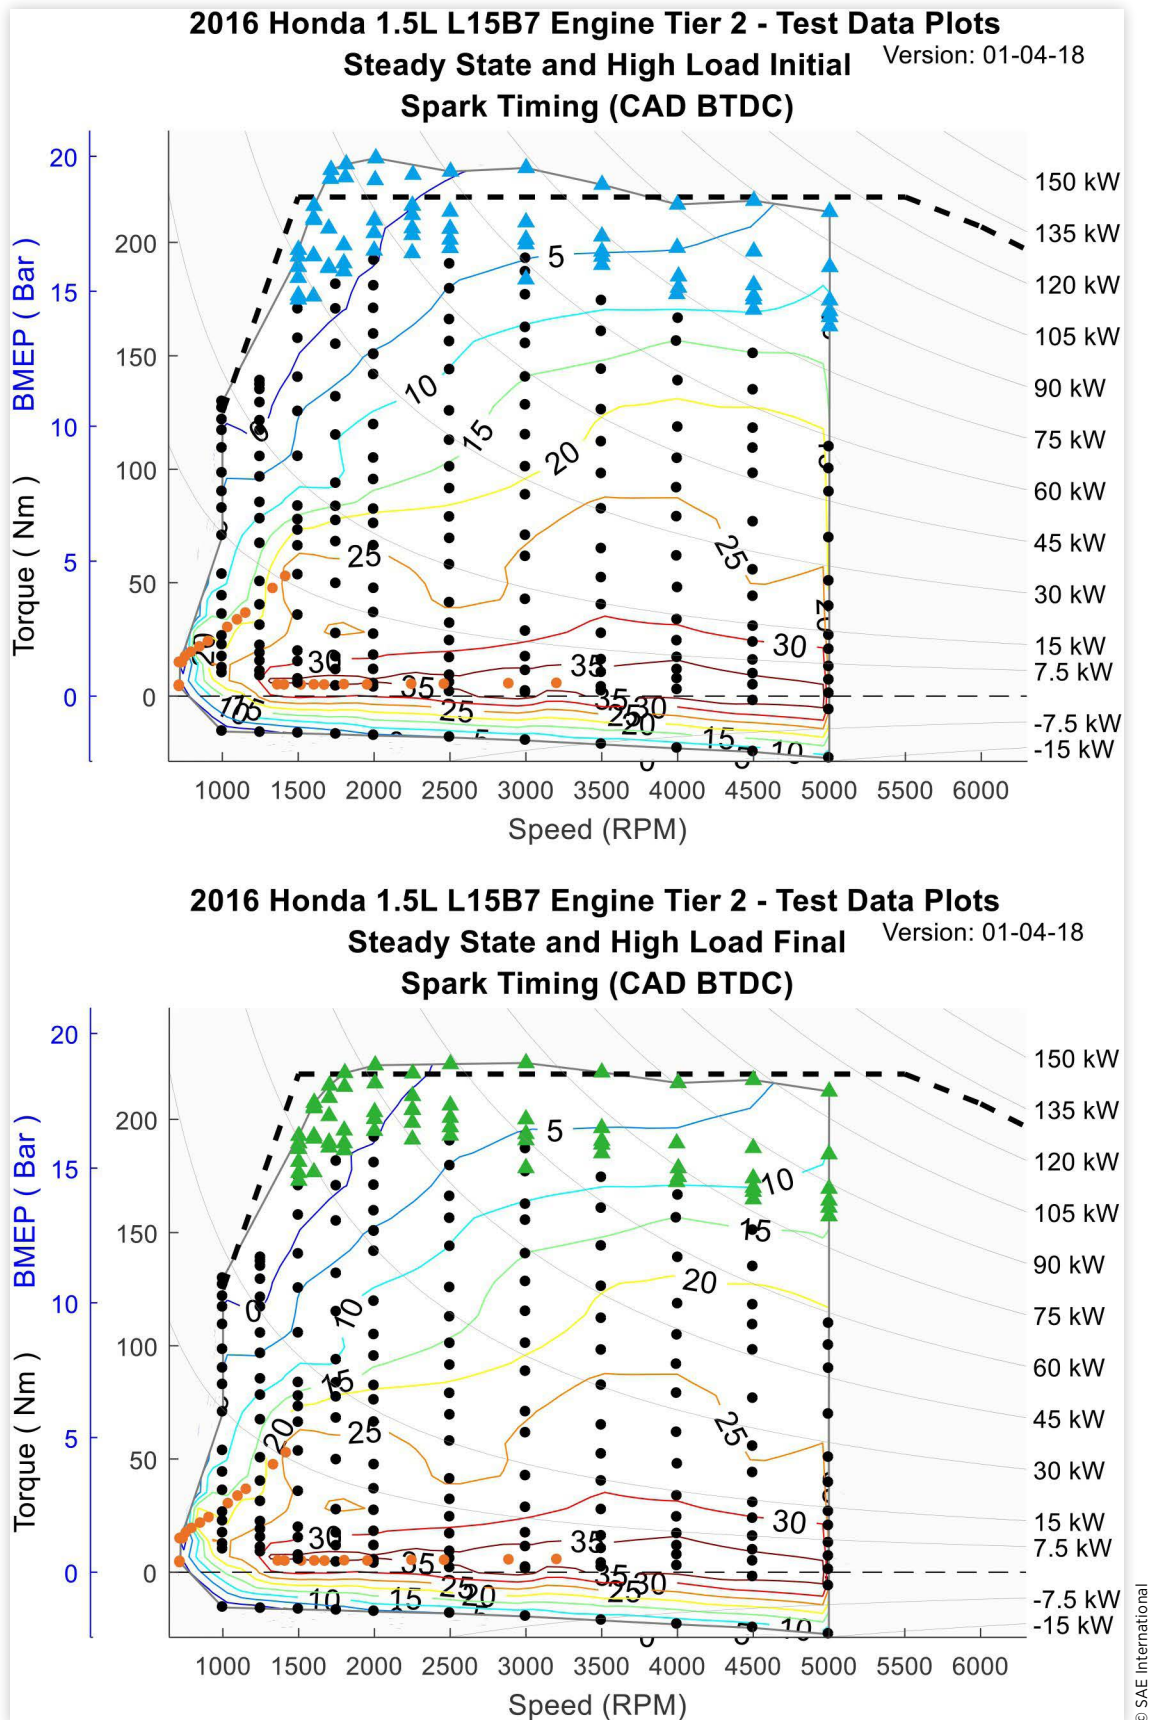 2016 Honda 1.5L L15B7 Engine Tier 2 - Test Data Plots
Steady State and High Load Initial
Version: 01-04-18
Spark Timing (CAD BTDC)
BMEP ( Bar )
20
15
10
5
0
Torque ( Nm )
200
150
100
50
0
150 kW
135 kW
120 kW
105 kW
90 kW
75 kW
60 kW
45 kW
30 kW
15 kW
7.5 kW
-7.5 kW
-15 kW
5
10
15
0
20
25
25
20
30
30
35
35
35
30
25
25
20
15
10
5
0
1000 1500 2000 2500 3000 3500 4000 4500 5000 6000
Speed (RPM)
2016 Honda 1.5L L15B7 Engine Tier 2 - Test Data Plots
Steady State and High Load Final
Version: 01-04-18
Spark Timing (CAD BTDC)
BMEP ( Bar )
20
15
10
5
0
Torque ( Nm )
200
150
100
50
0
150 kW
135 kW
120 kW
105 kW
90 kW
75 kW
60 kW
45 kW
30 kW
15 kW
7.5 kW
-7.5 kW
-15 kW
5
10
15
20
0
10
15
20
25
25
30
30
35
35
35
30
25
25
20
10
15
10
1000 1500 2000 2500 3000 3500 4000 4500 5000 6000
Speed (RPM)
© SAE International